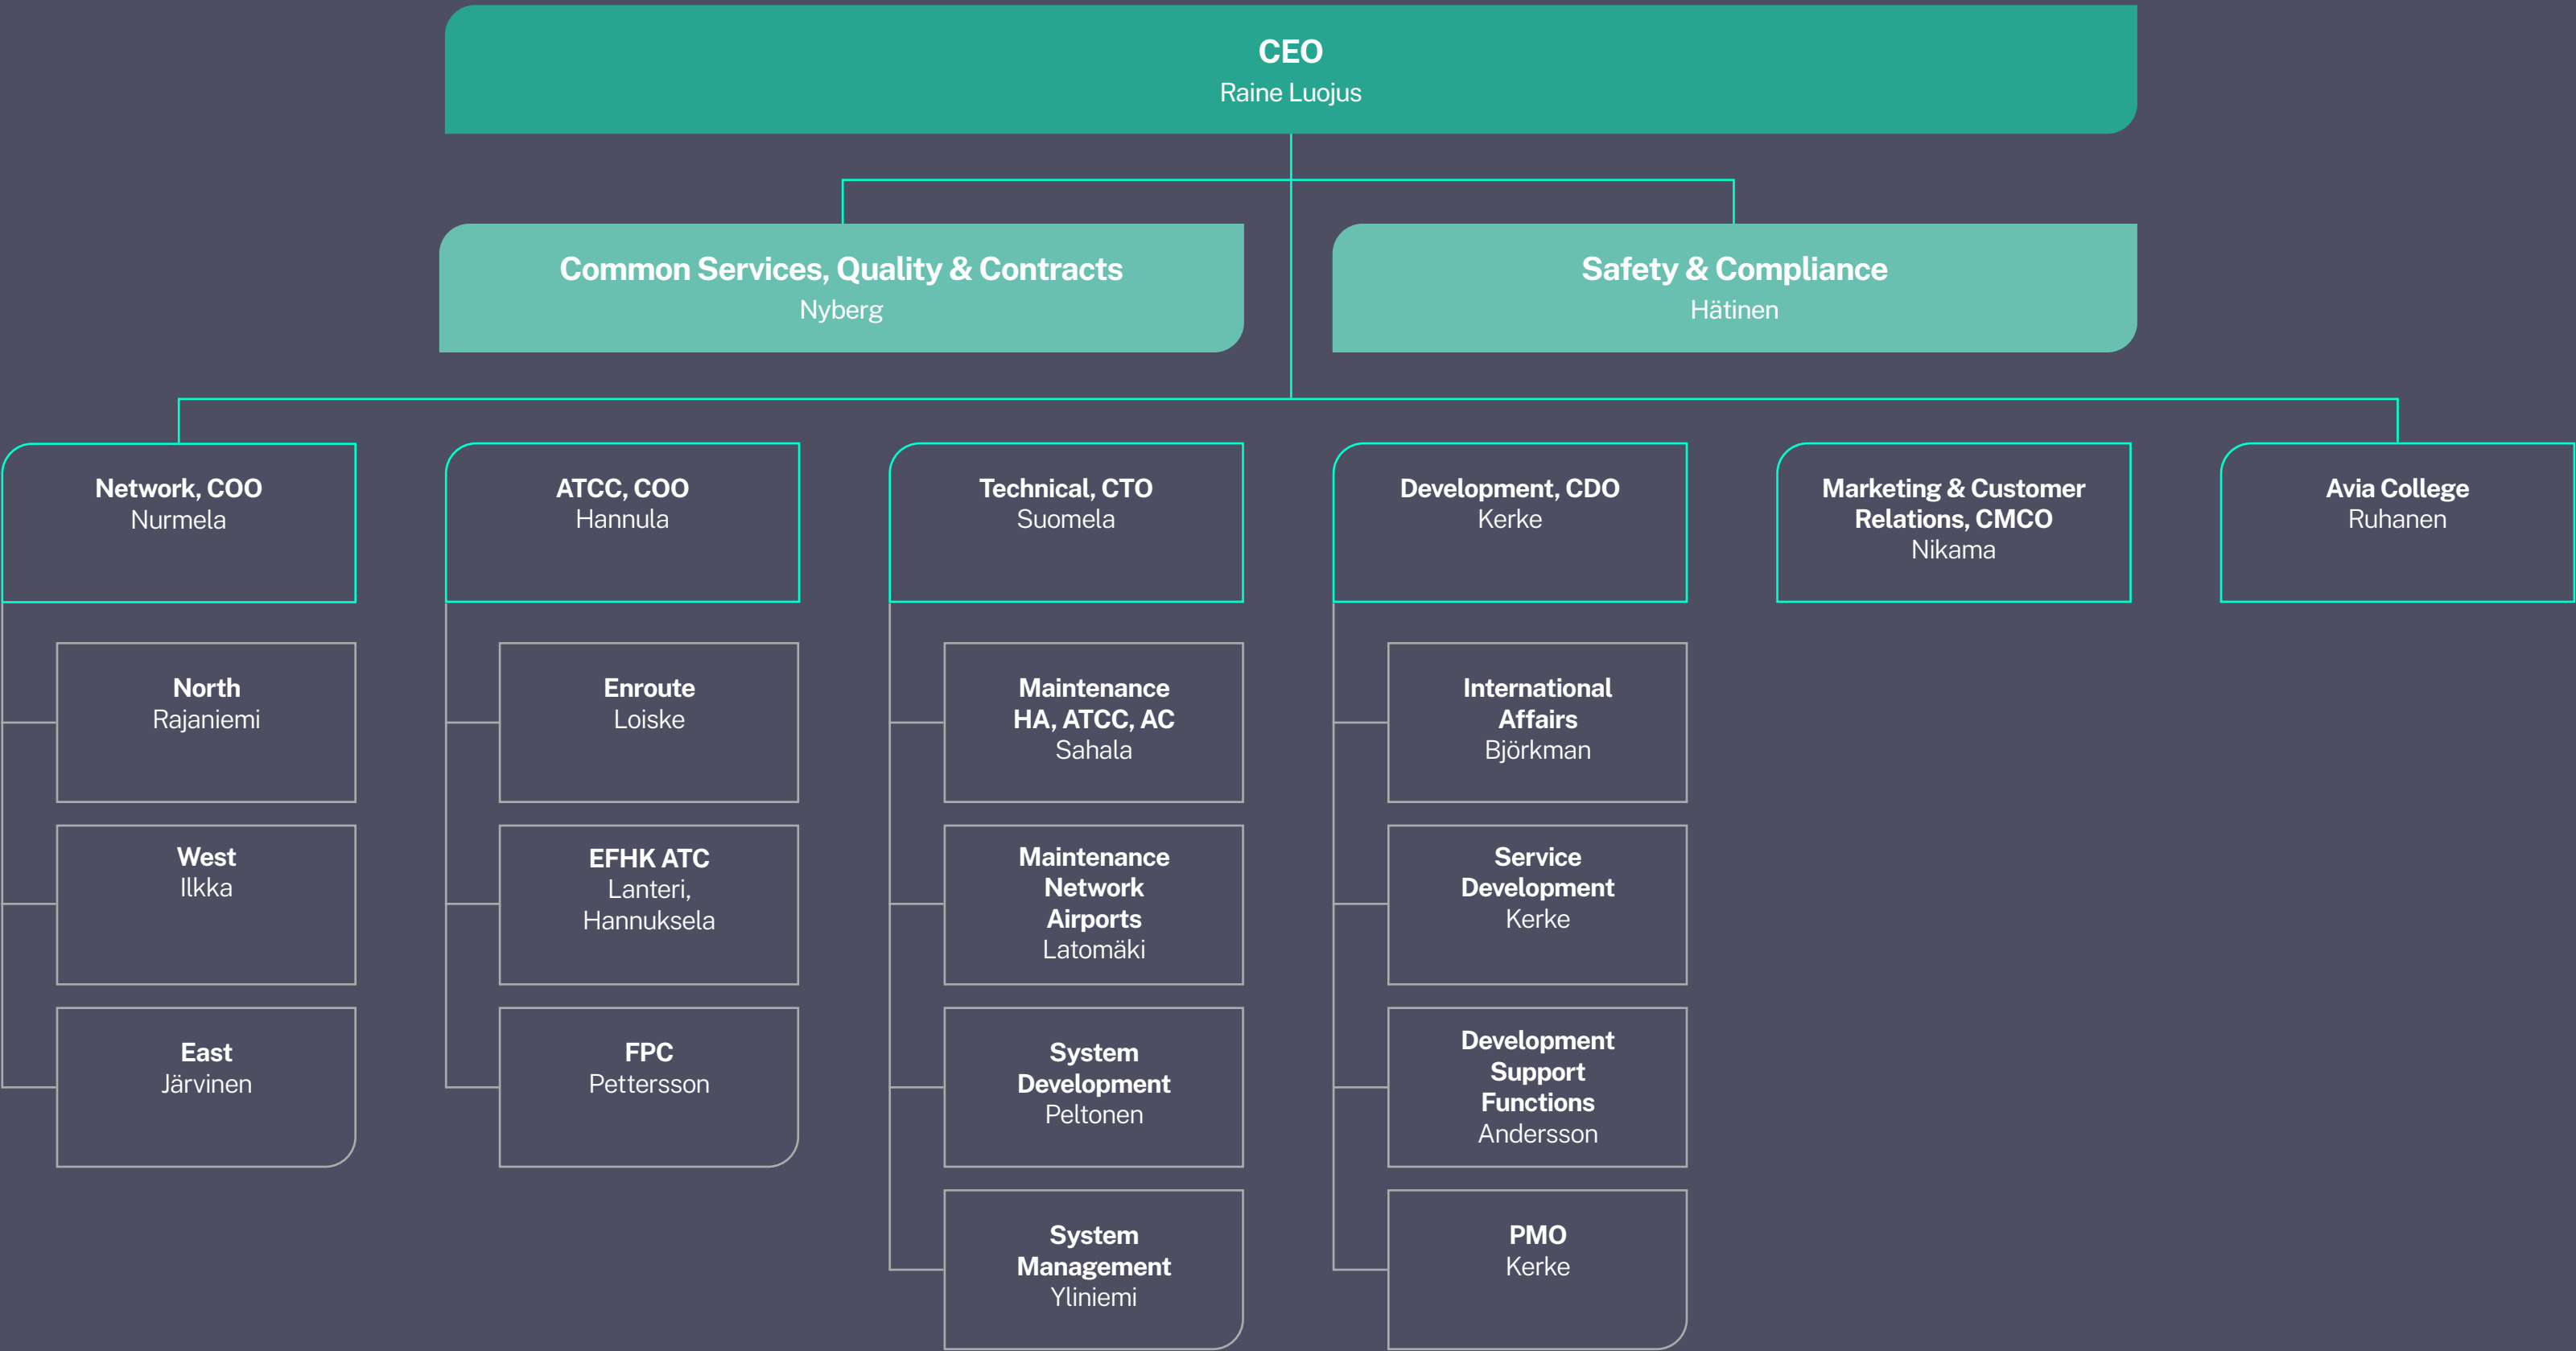 CEO
Raine Luojus
Common Services, Quality & Contracts
Nyberg
Safety & Compliance
Hätinen
Network, COO
Nurmela
ATCC, COO
Hannula
Technical, CTO
Suomela
Development, CDO
Kerke
Marketing & Customer
Relations, CMCO
Nikama
Avia College
Ruhanen
North
Rajaniemi
West
Ilkka
East
Järvinen
Enroute
Loiske
EFHK ATC
Lanteri,
Hannuksela
FPC
Pettersson
Maintenance
HA, ATCC, AC
Sahala
Maintenance
Network
Airports
Latomäki
System
Development
Peltonen
System
Management
Yliniemi
International
Affairs
Björkman
Service
Development
Kerke
Development
Support
Functions
Andersson
PMO
Kerke